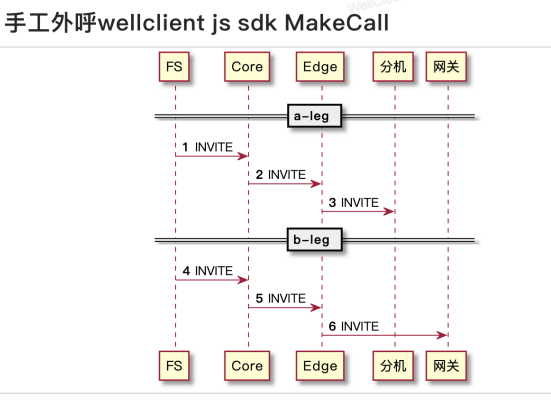 WellClo
手工外呼wellclient js sdk MakeCall
FS Core Edge 分机 网关
a-leg
1 INVITE
2 INVITE
3 INVITE
b-leg
4 INVITE
5 INVITE
6 INVITE
FS Core Edge 分机 网关